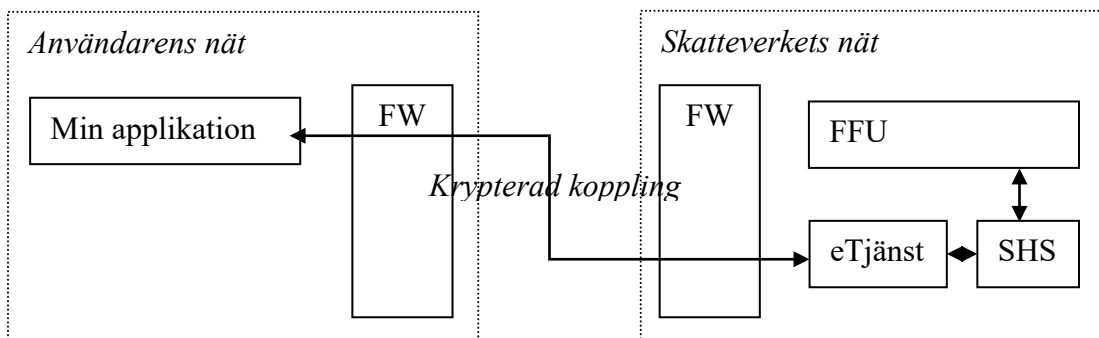 Användarens nät
Skatteverkets nät
Min applikation
FW
FW
FFU
Krypterad koppling
eTjänst
SHS